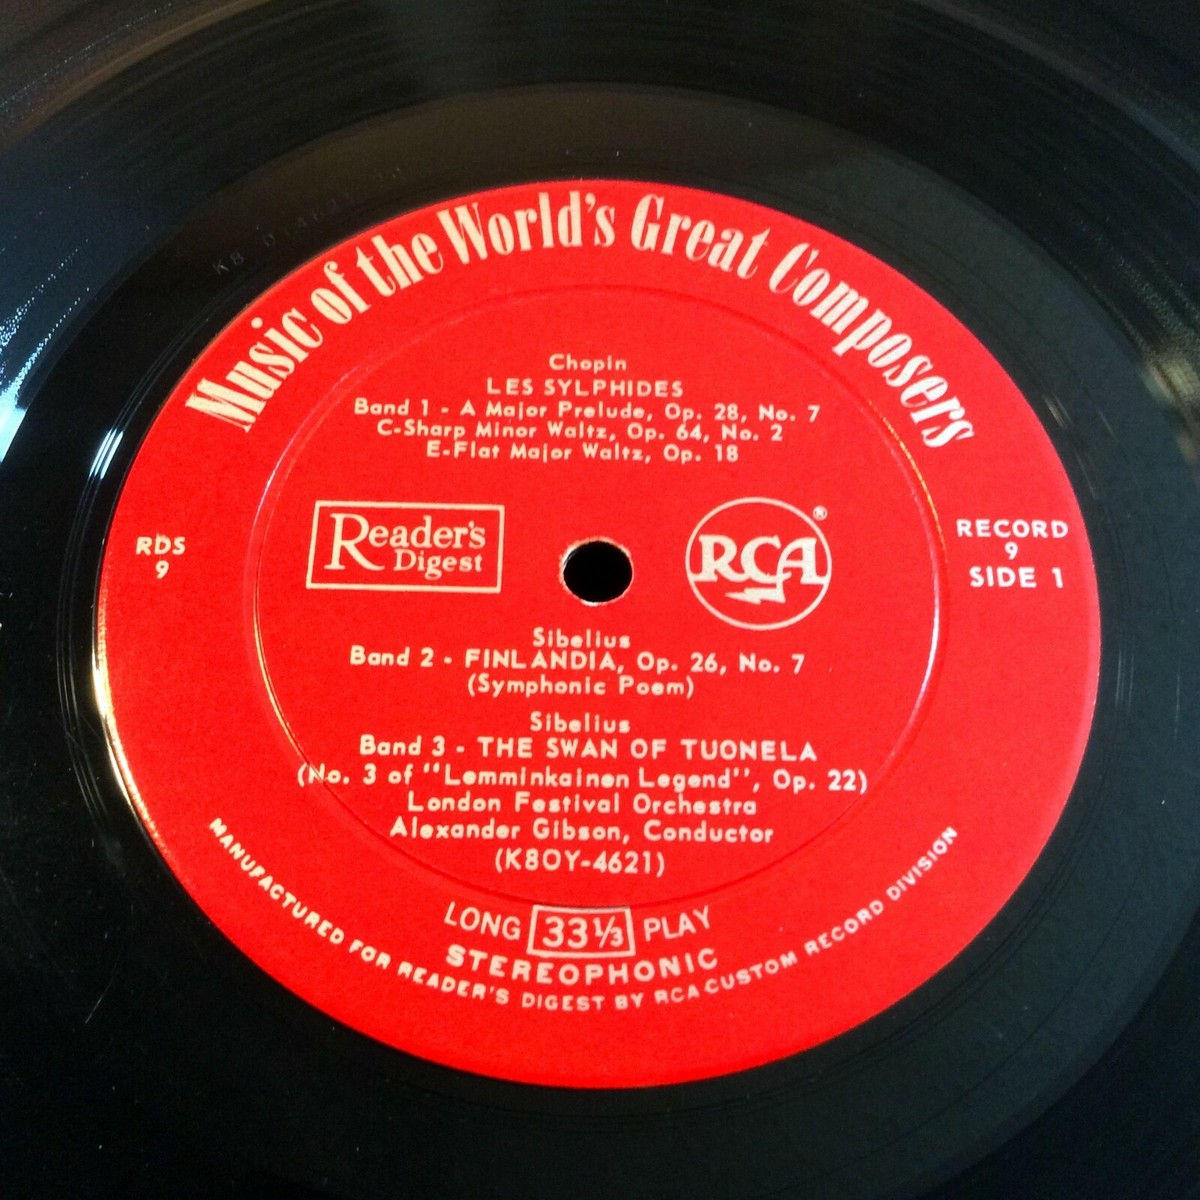 Music of the World's Great Composers
Chopin
LES SYLPHIDES
Band 1 - A Major Prelude, Op. 28, No. 7
C-Sharp Minor Waltz, Op. 64, No. 2
E-Flat Major Waltz, Op. 18
RDS
9
Reader's
Digest
RCA®
RECORD
9
SIDE 1
Sibelius
Band 2 - FINLANDIA, Op. 26, No. 7
(Symphonic Poem)
Sibelius
Band 3 - THE SWAN OF TUONELA
(No. 3 of "Lemminkainen Legend", Op. 22)
London Festival Orchestra
Alexander Gibson, Conductor
(K8OY-4621)
LONG 33⅓ PLAY
STEREOPHONIC
MANUFACTURED FOR READER'S DIGEST BY RCA CUSTOM RECORD DIVISION